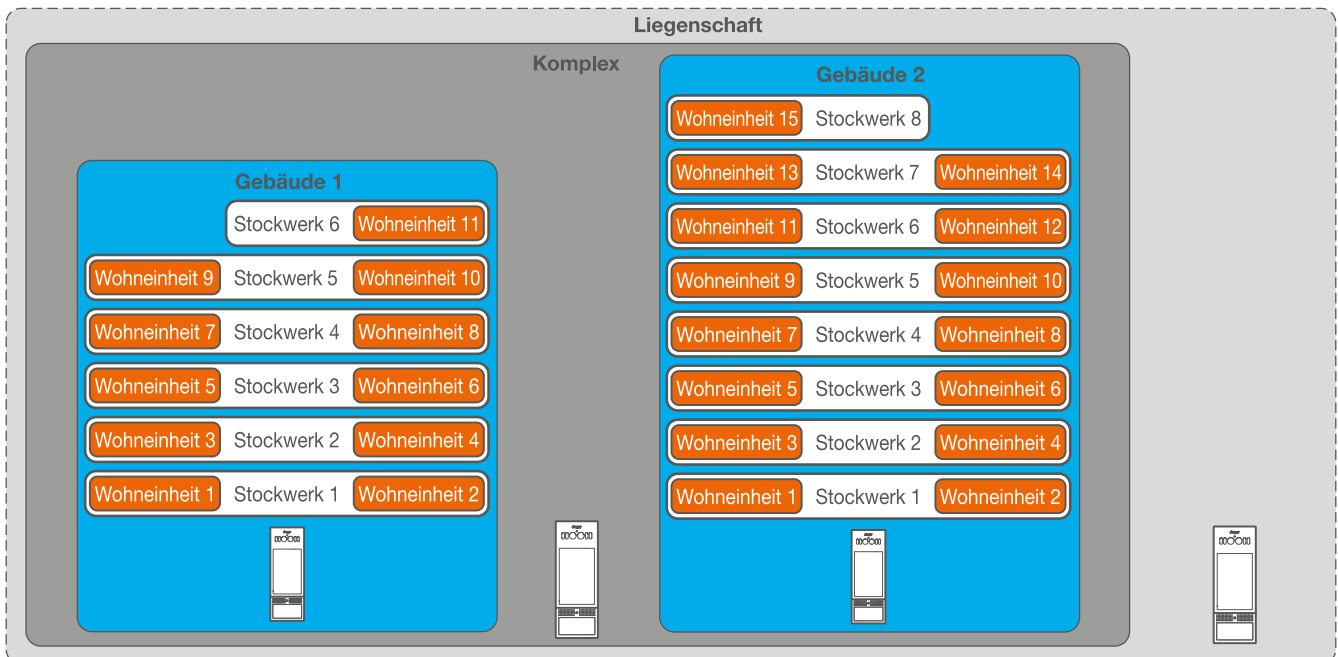 Liegenschaft
Komplex
Gebäude 1
Stockwerk 6 Wohneinheit 11
Wohneinheit 9 Stockwerk 5 Wohneinheit 10
Wohneinheit 7 Stockwerk 4 Wohneinheit 8
Wohneinheit 5 Stockwerk 3 Wohneinheit 6
Wohneinheit 3 Stockwerk 2 Wohneinheit 4
Wohneinheit 1 Stockwerk 1 Wohneinheit 2
Gebäude 2
Wohneinheit 15 Stockwerk 8
Wohneinheit 13 Stockwerk 7 Wohneinheit 14
Wohneinheit 11 Stockwerk 6 Wohneinheit 12
Wohneinheit 9 Stockwerk 5 Wohneinheit 10
Wohneinheit 7 Stockwerk 4 Wohneinheit 8
Wohneinheit 5 Stockwerk 3 Wohneinheit 6
Wohneinheit 3 Stockwerk 2 Wohneinheit 4
Wohneinheit 1 Stockwerk 1 Wohneinheit 2